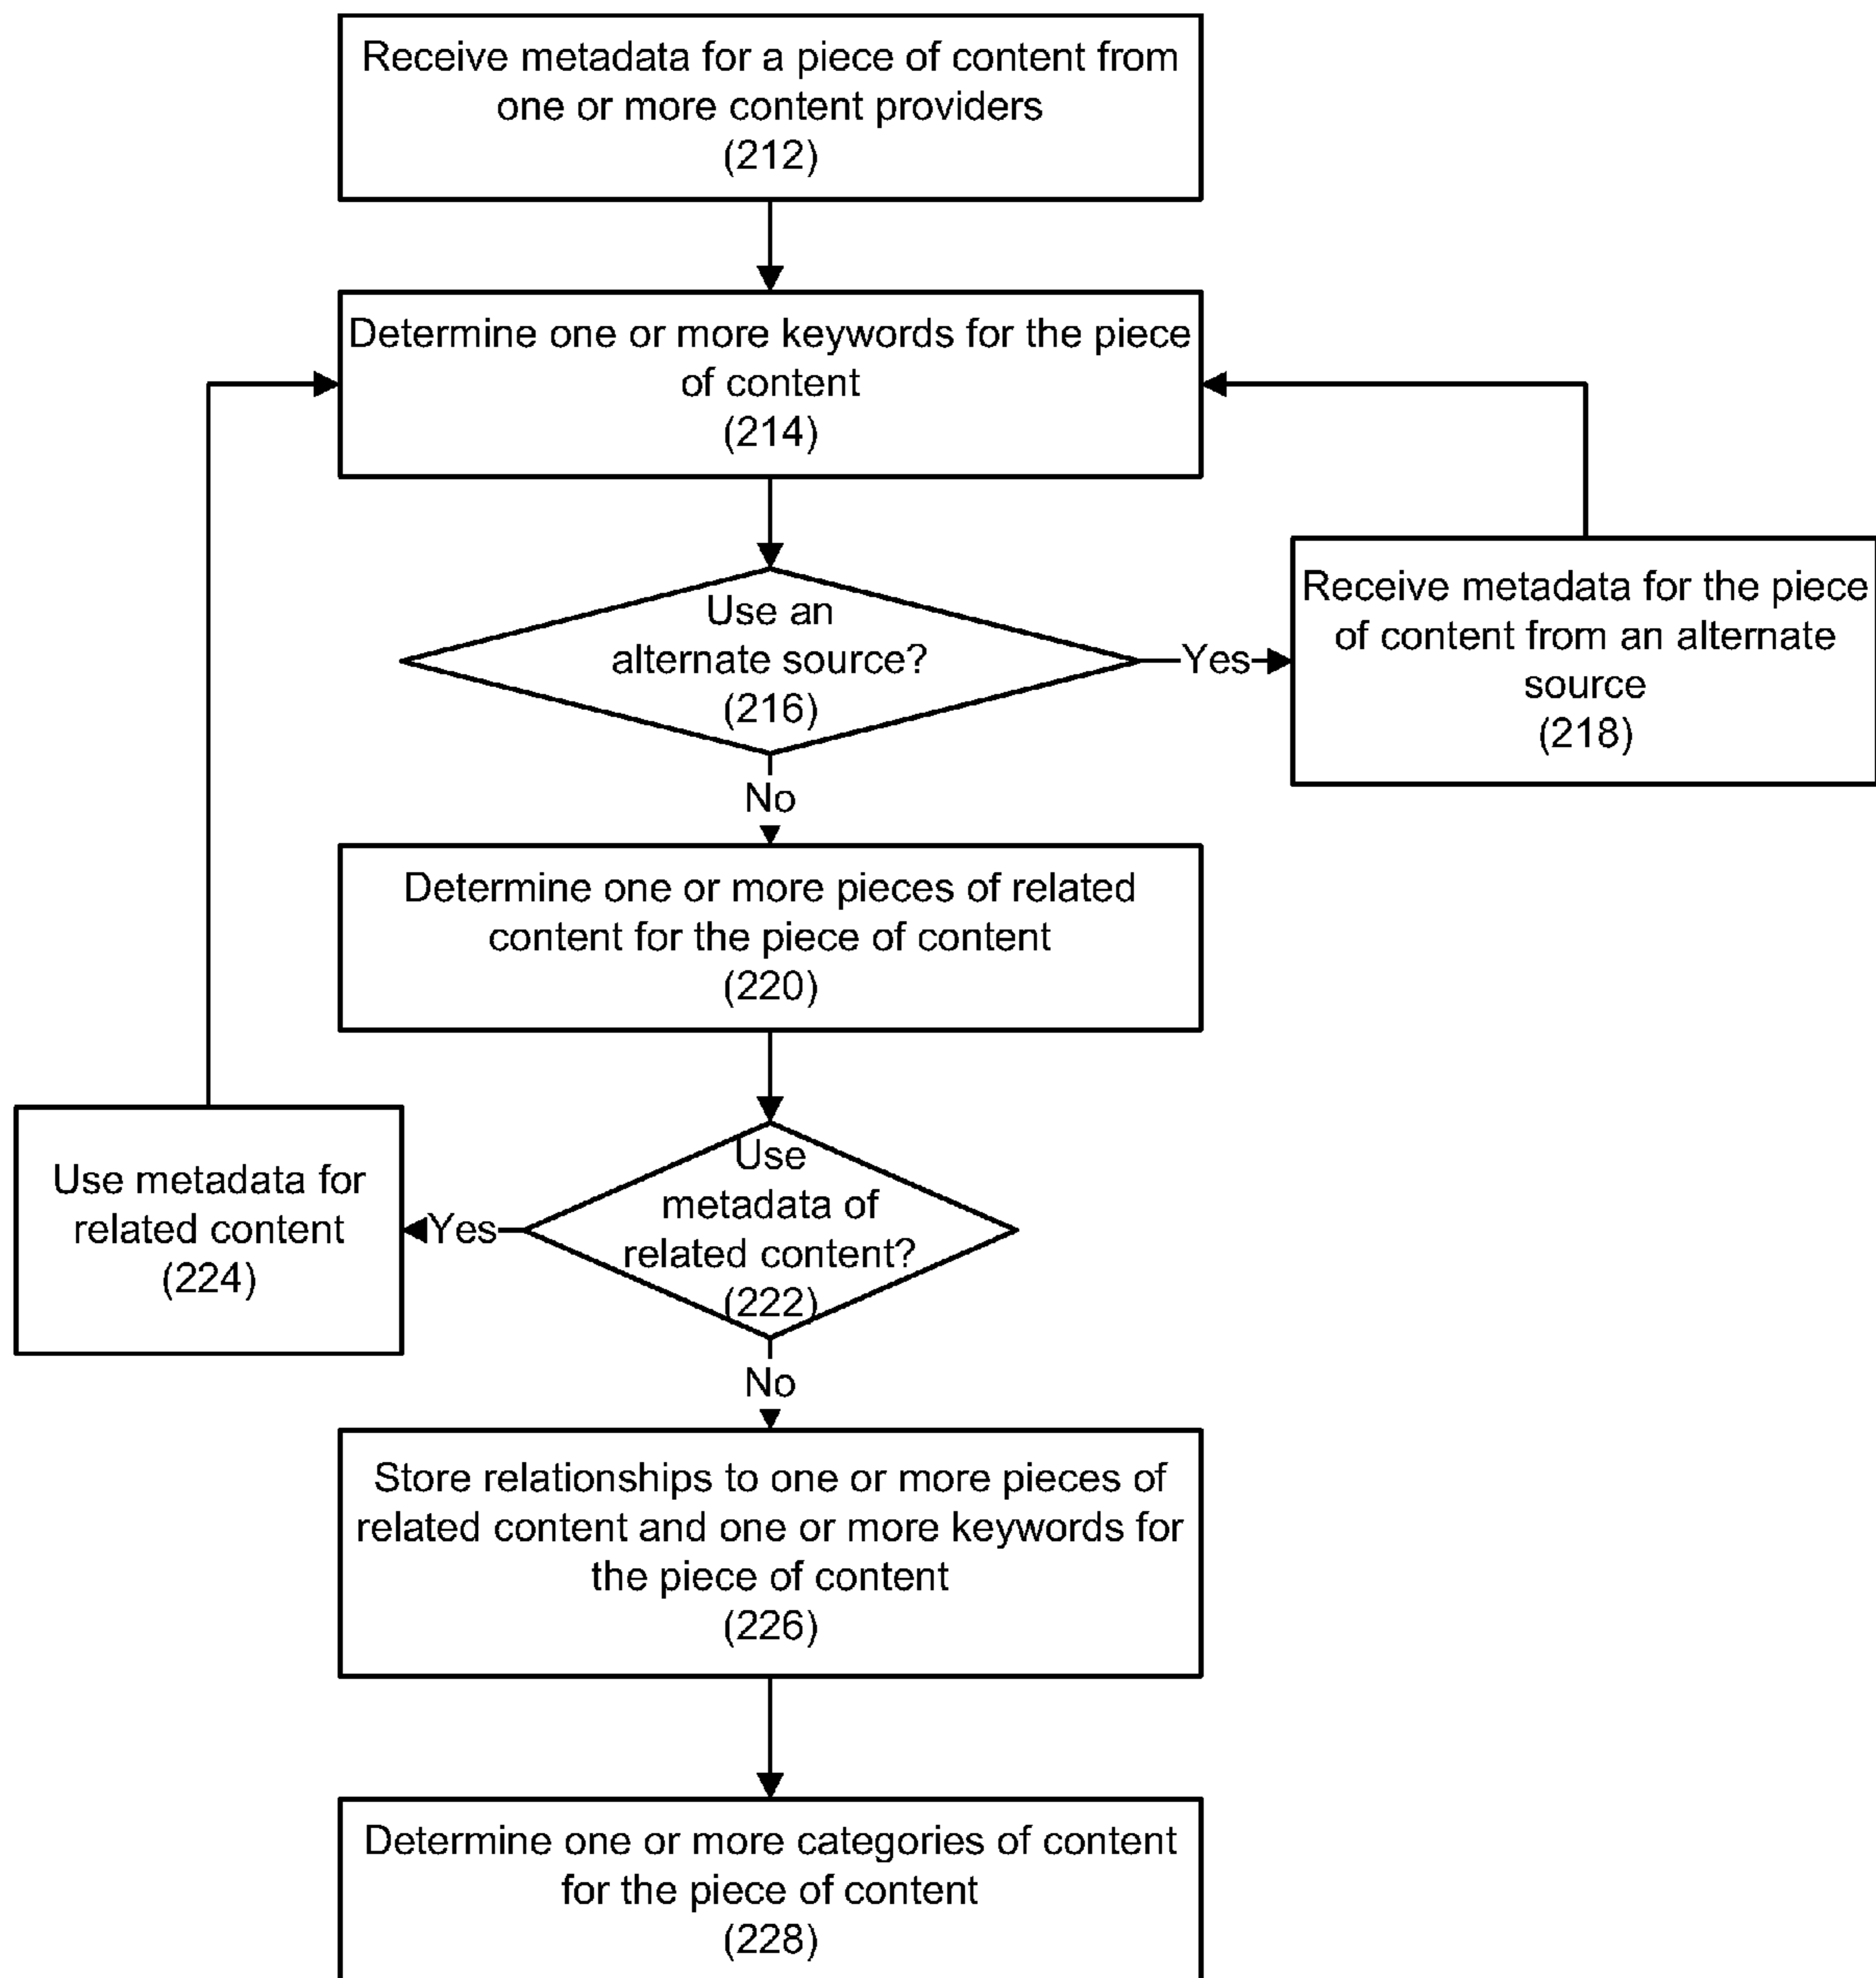 Receive metadata for a piece of content from
one or more content providers
(212)
Determine one or more keywords for the piece
of content
(214)
Use an
alternate source?
(216)
Yes
Receive metadata for the piece
of content from an alternate
source
(218)
No
Determine one or more pieces of related
content for the piece of content
(220)
Use
metadata of
related content?
(222)
Yes
Use metadata for
related content
(224)
No
Store relationships to one or more pieces of
related content and one or more keywords for
the piece of content
(226)
Determine one or more categories of content
for the piece of content
(228)